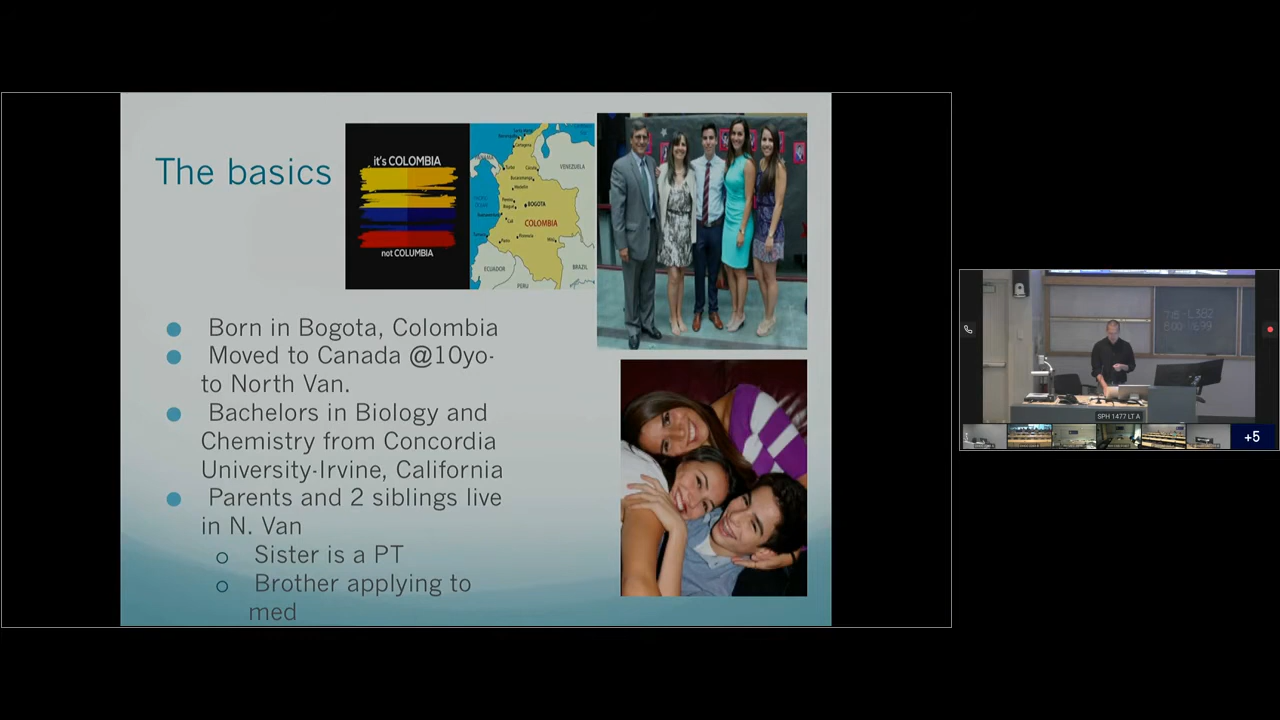 The basics
it's COLOMBIA
not COLUMBIA
VENEZUELA
BOGOTA
COLOMBIA
ECUADOR
BRAZIL
PERU
Born in Bogota, Colombia
Moved to Canada @10yo-
to North Van.
Bachelors in Biology and
Chemistry from Concordia
University-Irvine, California
Parents and 2 siblings live
in N. Van
Sister is a PT
Brother applying to
med
SPH 1477 LT A
+5